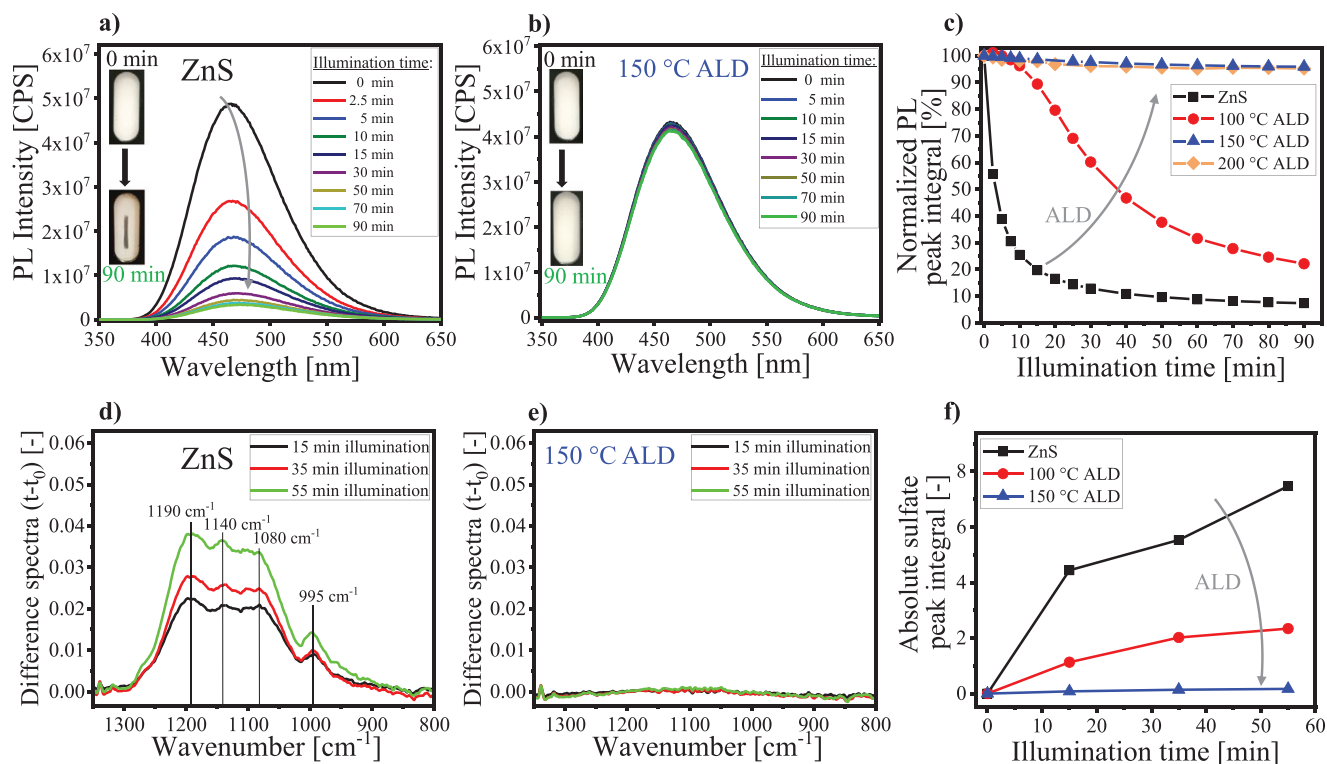 a)
6x10⁷
5x10⁷
4x10⁷
3x10⁷
2x10⁷
1x10⁷
0
PL Intensity [CPS]
0 min
90 min
ZnS
Illumination time:
0 min
2.5 min
5 min
10 min
15 min
30 min
50 min
70 min
90 min
350 400 450 500 550 600 650
Wavelength [nm]
b)
6x10⁷
5x10⁷
4x10⁷
3x10⁷
2x10⁷
1x10⁷
0
PL Intensity [CPS]
0 min
90 min
150 °C ALD
Illumination time:
0 min
5 min
10 min
15 min
30 min
50 min
70 min
90 min
350 400 450 500 550 600 650
Wavelength [nm]
c)
100
90
80
70
60
50
40
30
20
10
0
Normalized PL
peak integral [%]
ZnS
100 °C ALD
150 °C ALD
200 °C ALD
ALD
0 10 20 30 40 50 60 70 80 90
Illumination time [min]
d)
0.06
0.05
0.04
0.03
0.02
0.01
0.00
Difference spectra (t-t₀) [-]
ZnS
15 min illumination
35 min illumination
55 min illumination
1190 cm⁻¹
1140 cm⁻¹
1080 cm⁻¹
995 cm⁻¹
1300 1200 1100 1000 900 800
Wavenumber [cm⁻¹]
e)
0.06
0.05
0.04
0.03
0.02
0.01
0.00
Difference spectra (t-t₀) [-]
150 °C ALD
15 min illumination
35 min illumination
55 min illumination
1300 1200 1100 1000 900 800
Wavenumber [cm⁻¹]
f)
8
6
4
2
0
Absolute sulfate
peak integral [-]
ZnS
100 °C ALD
150 °C ALD
ALD
0 10 20 30 40 50 60
Illumination time [min]